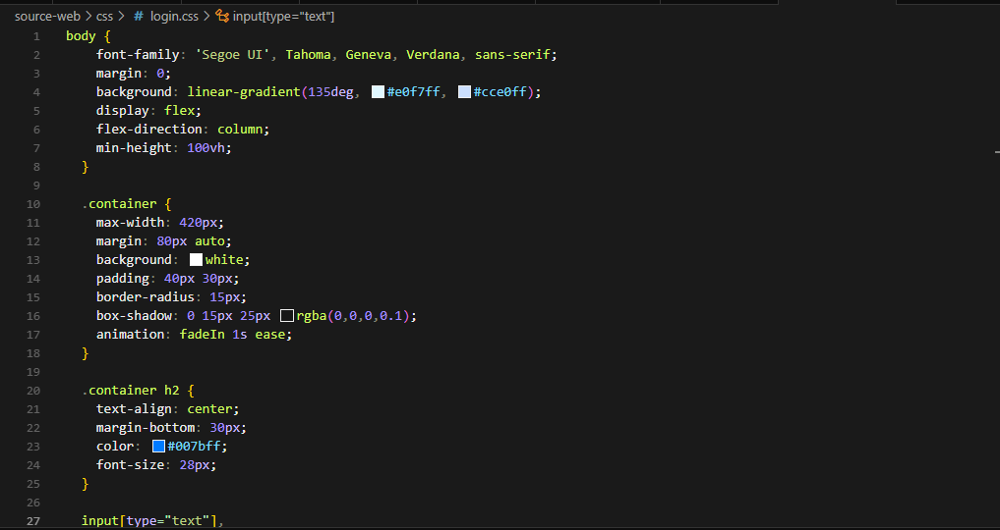 source-web > css > # login.css > input[type="text"]
1 body {
2 font-family: 'Segoe UI', Tahoma, Geneva, Verdana, sans-serif;
3 margin: 0;
4 background: linear-gradient(135deg, #e0f7ff, #cce0ff);
5 display: flex;
6 flex-direction: column;
7 min-height: 100vh;
8 }
9
10 .container {
11 max-width: 420px;
12 margin: 80px auto;
13 background: white;
14 padding: 40px 30px;
15 border-radius: 15px;
16 box-shadow: 0 15px 25px rgba(0,0,0,0.1);
17 animation: fadeIn 1s ease;
18 }
19
20 .container h2 {
21 text-align: center;
22 margin-bottom: 30px;
23 color: #007bff;
24 font-size: 28px;
25 }
26
27 input[type="text"],